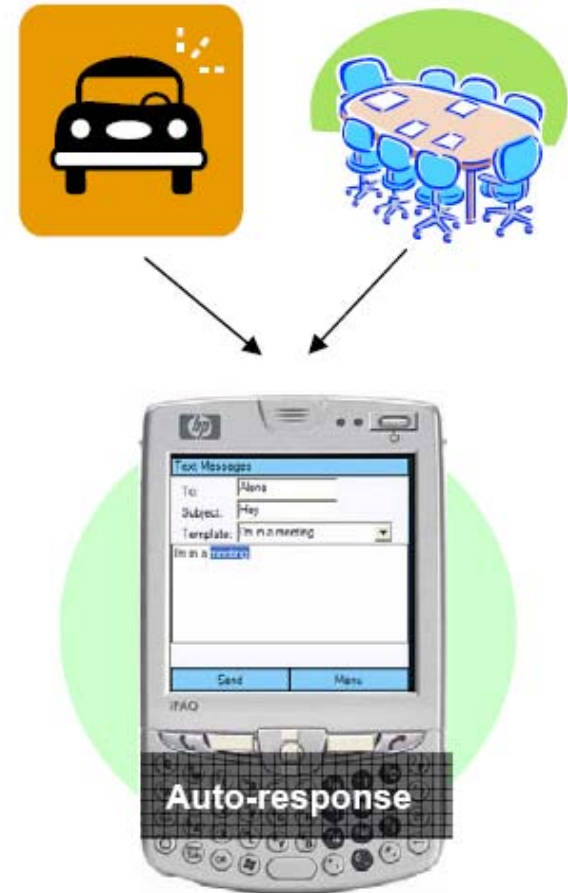 hp
Text Messages
To: Alena
Subject: Hey
Template: I'm in a meeting
I'm in a meeting
Send Menu
iPAQ
Auto-response